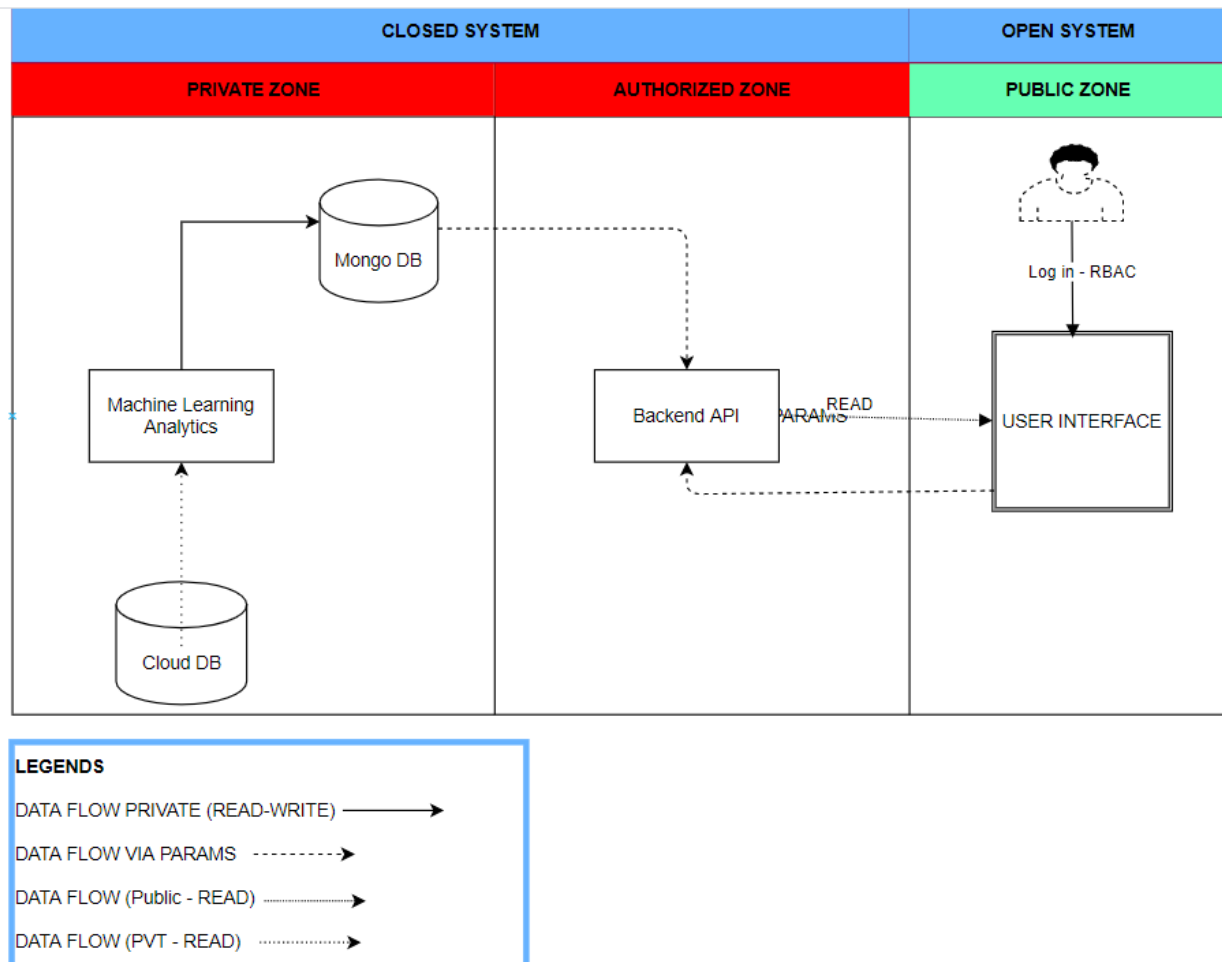 CLOSED SYSTEM
OPEN SYSTEM
PRIVATE ZONE
AUTHORIZED ZONE
PUBLIC ZONE
Mongo DB
Log in - RBAC
Machine Learning
Analytics
Backend API
PARAMS
READ
USER INTERFACE
Cloud DB
LEGENDS
DATA FLOW PRIVATE (READ-WRITE)
DATA FLOW VIA PARAMS
DATA FLOW (Public - READ)
DATA FLOW (PVT - READ)